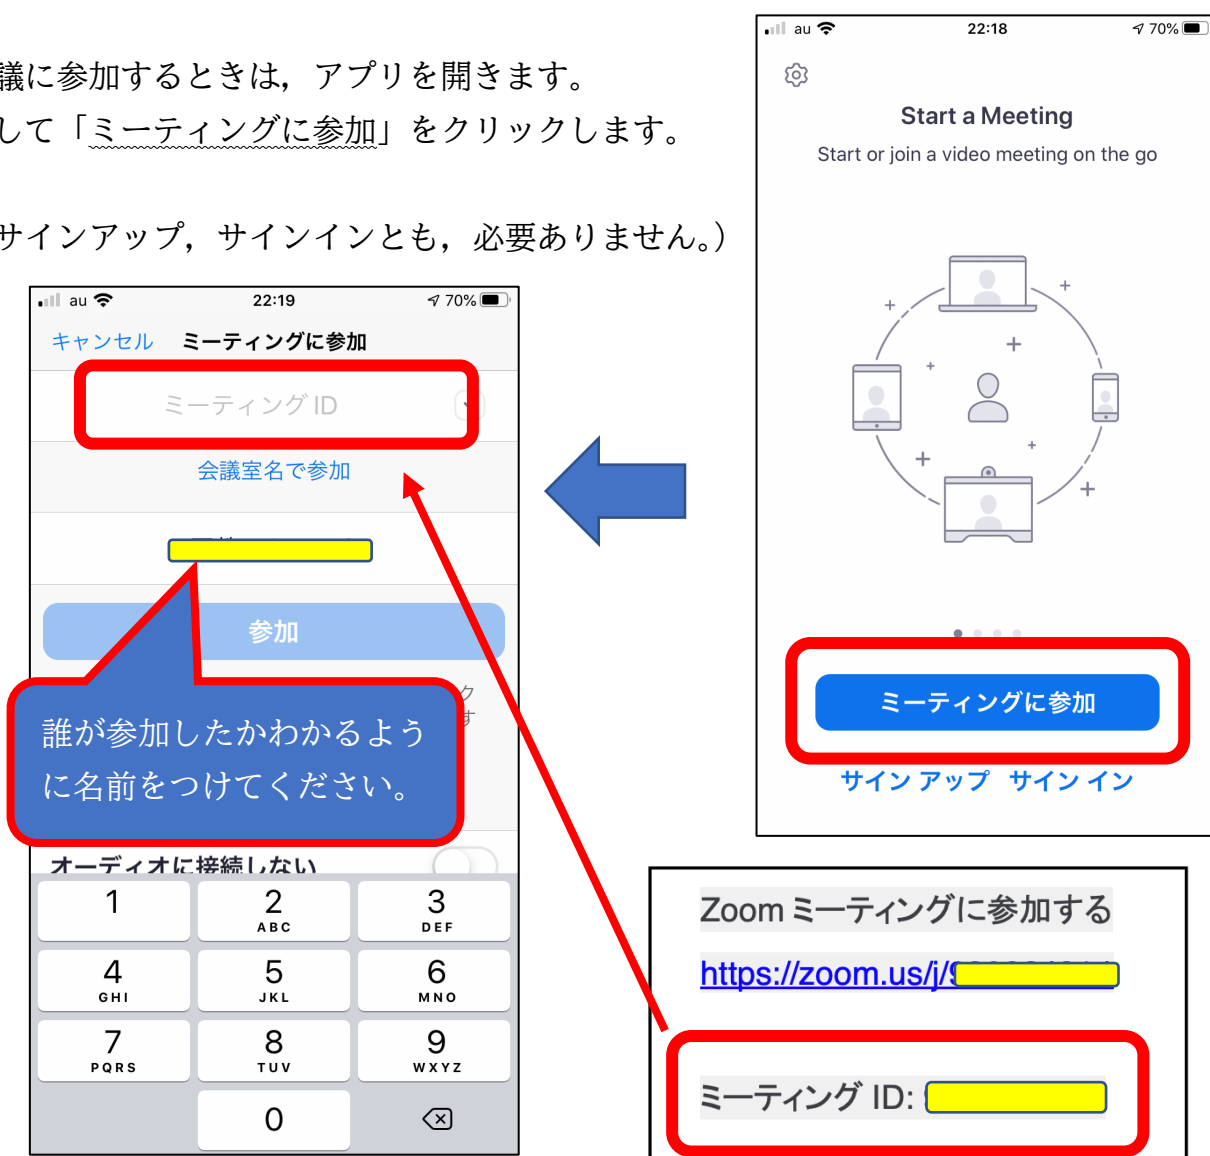 議に参加するときは，アプリを開きます。
して「ミーティングに参加」をクリックします。
サインアップ，サインインとも，必要ありません。）
au
22:18
70%
Start a Meeting
Start or join a video meeting on the go
ミーティングに参加
サイン アップ サイン イン
au
22:19
70%
キャンセル
ミーティングに参加
ミーティング ID
会議室名で参加
参加
ク
す
誰が参加したかわかるよう
に名前をつけてください。
オーディオに接続しない
1
2
ABC
3
DEF
4
GHI
5
JKL
6
MNO
7
PQRS
8
TUV
9
WXYZ
0
Zoom ミーティングに参加する
https://zoom.us/j/
ミーティング ID: